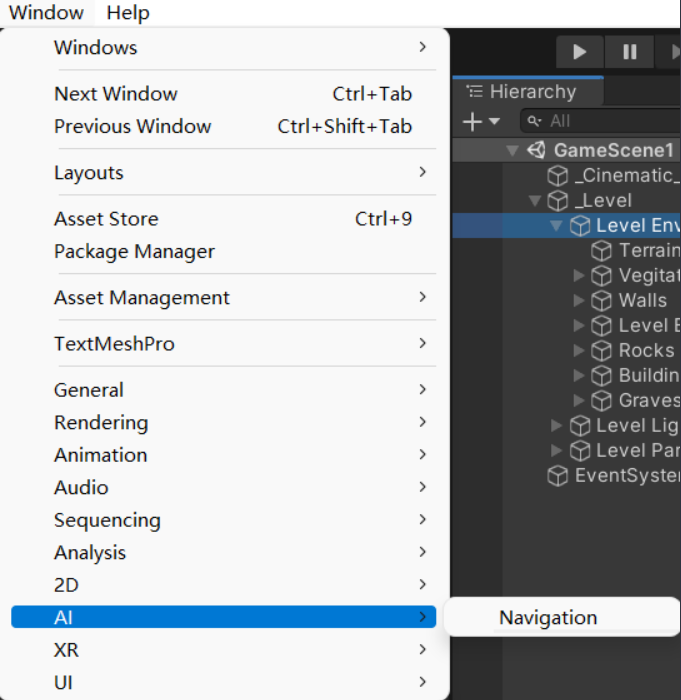 Window Help
Windows
Next Window Ctrl+Tab
Previous Window Ctrl+Shift+Tab
Layouts
Asset Store Ctrl+9
Package Manager
Asset Management
TextMeshPro
General
Rendering
Animation
Audio
Sequencing
Analysis
2D
AI
XR
UI
Navigation
Hierarchy
All
GameScene1
_Cinematic_
_Level
Level Env
Terrain
Vegitat
Walls
Level E
Rocks
Buildin
Graves
Level Lig
Level Par
EventSyste